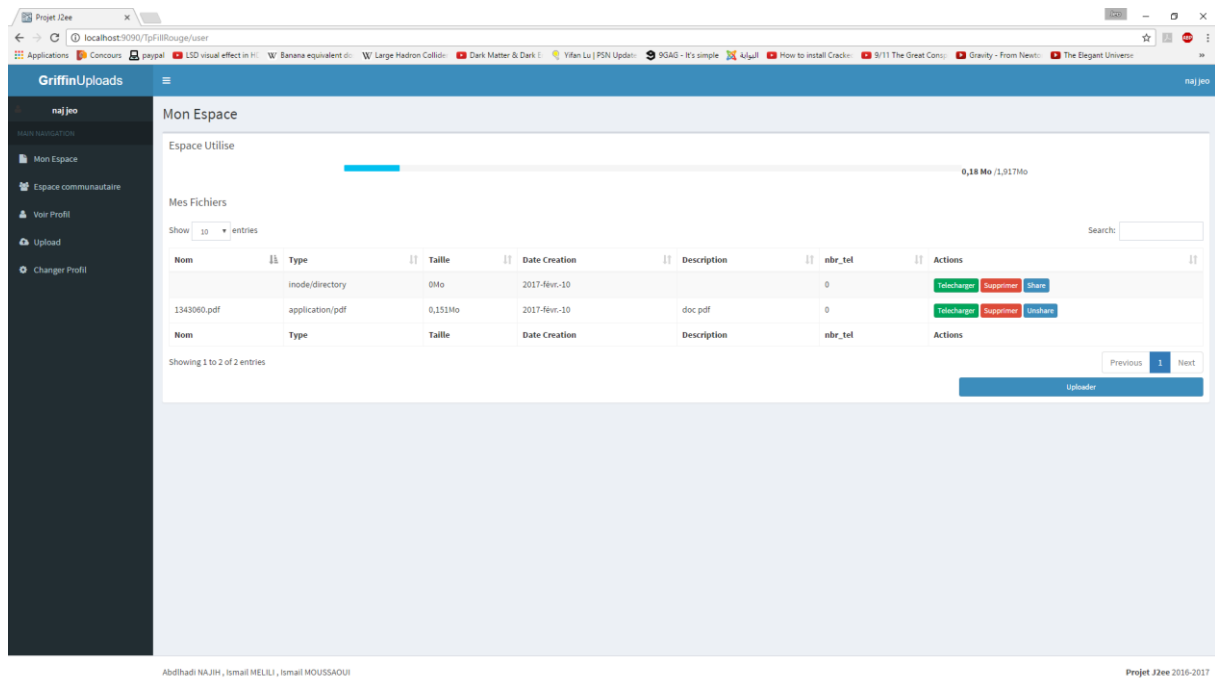 Projet J2ee
localhost:9090/TpFillRouge/user
Applications Concours paypal LSD visual effect in H Banana equivalent do Large Hadron Collide Dark Matter & Dark E Yifan Lu | PSN Update 9GAG - It's simple البوابة How to install Cracke 9/11 The Great Consp Gravity - From Newto The Elegant Universe
GriffinUploads
naj jeo
naj jeo
MAIN NAVIGATION
Mon Espace
Espace communautaire
Voir Profil
Upload
Changer Profil
Mon Espace
Espace Utilise
0,18 Mo /1,917Mo
Mes Fichiers
Show 10 entries
Search:
Nom Type Taille Date Creation Description nbr_tel Actions
inode/directory 0Mo 2017-févr.-10 0 Telecharger Supprimer Share
1343060.pdf application/pdf 0,151Mo 2017-févr.-10 doc pdf 0 Telecharger Supprimer Unshare
Nom Type Taille Date Creation Description nbr_tel Actions
Showing 1 to 2 of 2 entries
Previous 1 Next
Uploader
Abdlhadi NAJIH , Ismail MELILI , Ismail MOUSSAOUI
Projet J2ee 2016-2017